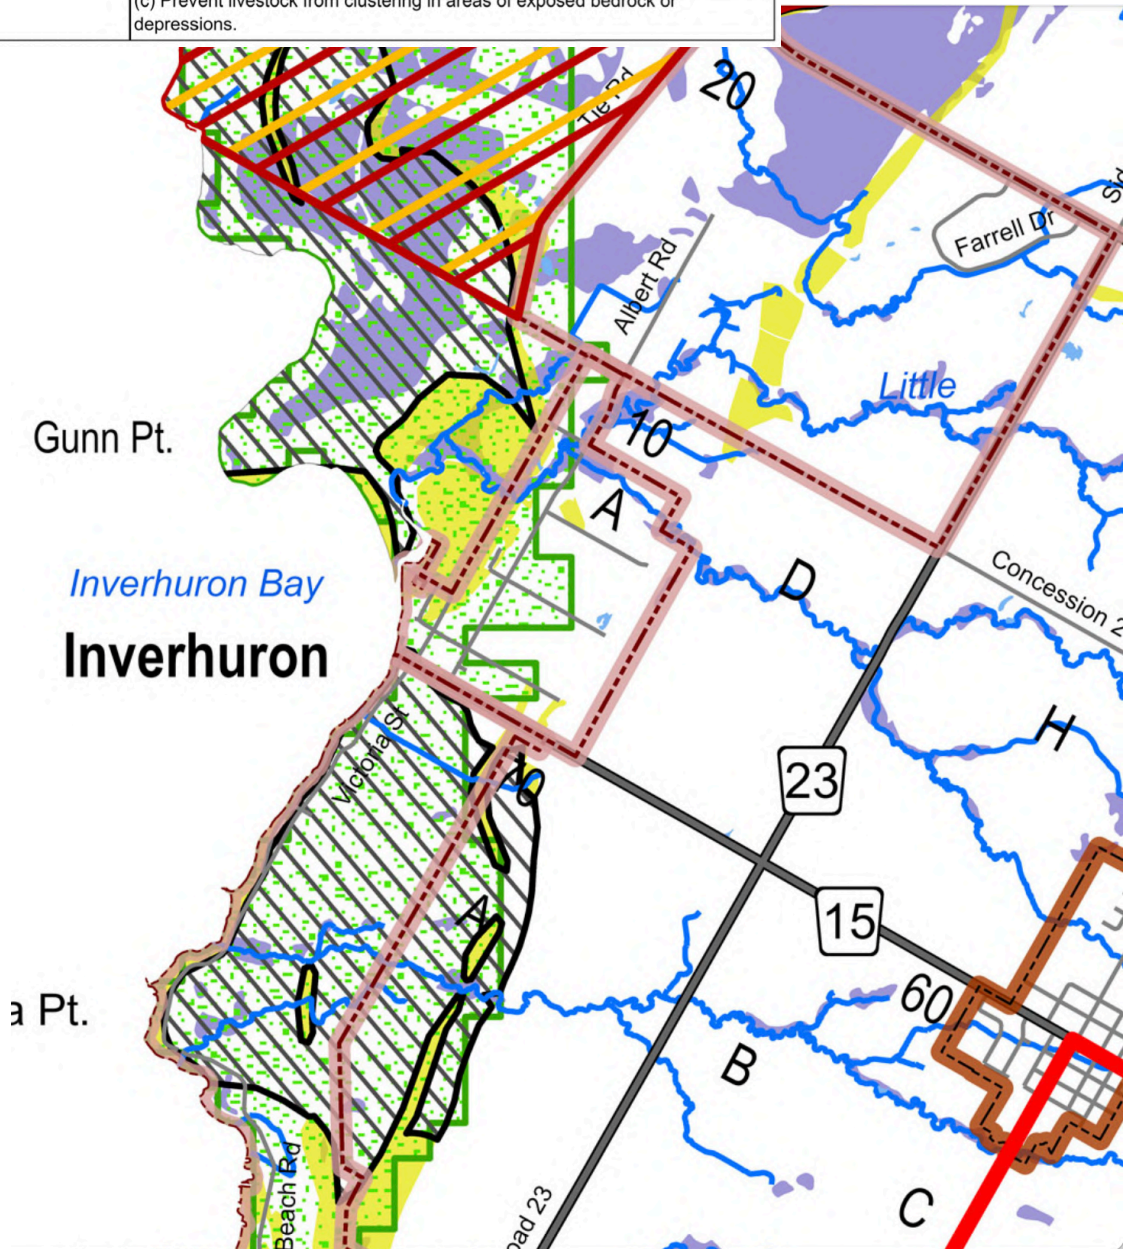 (c) Prevent livestock from clustering in areas of exposed bedrock or
depressions.
Tie Rd
20
Sid
Farrell Dr
Albert Rd
Little
10
Gunn Pt.
A
Concession 2
D
Inverhuron Bay
Inverhuron
H
Victoria St
23
A
15
60
a Pt.
B
Beach Rd
oad 23
C